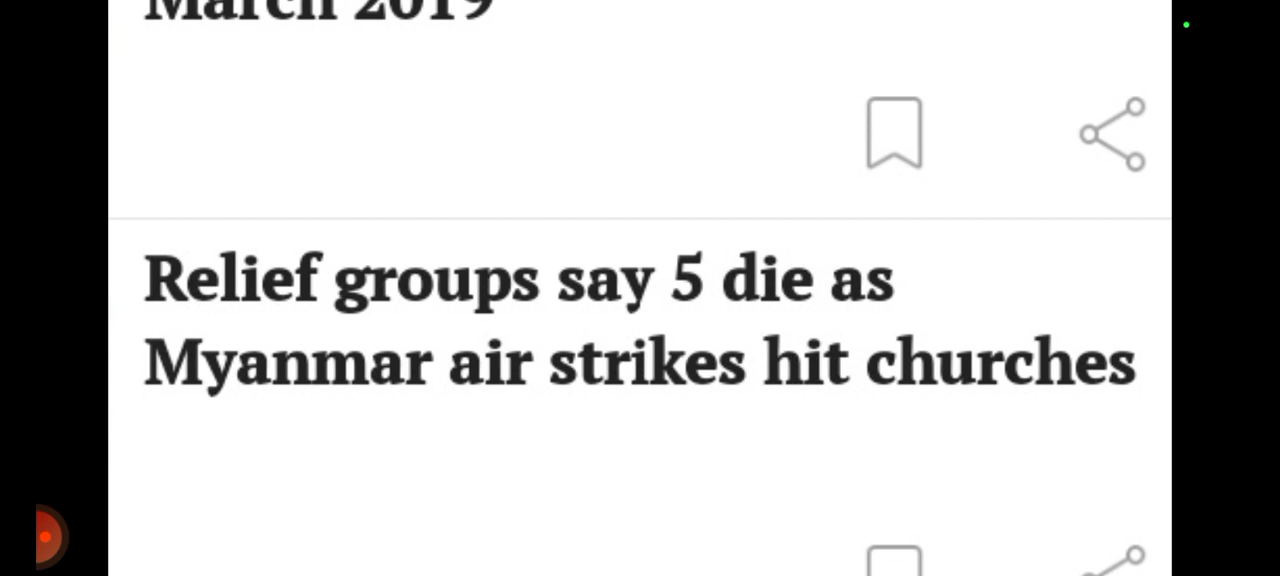 March 2019
Relief groups say 5 die as
Myanmar air strikes hit churches